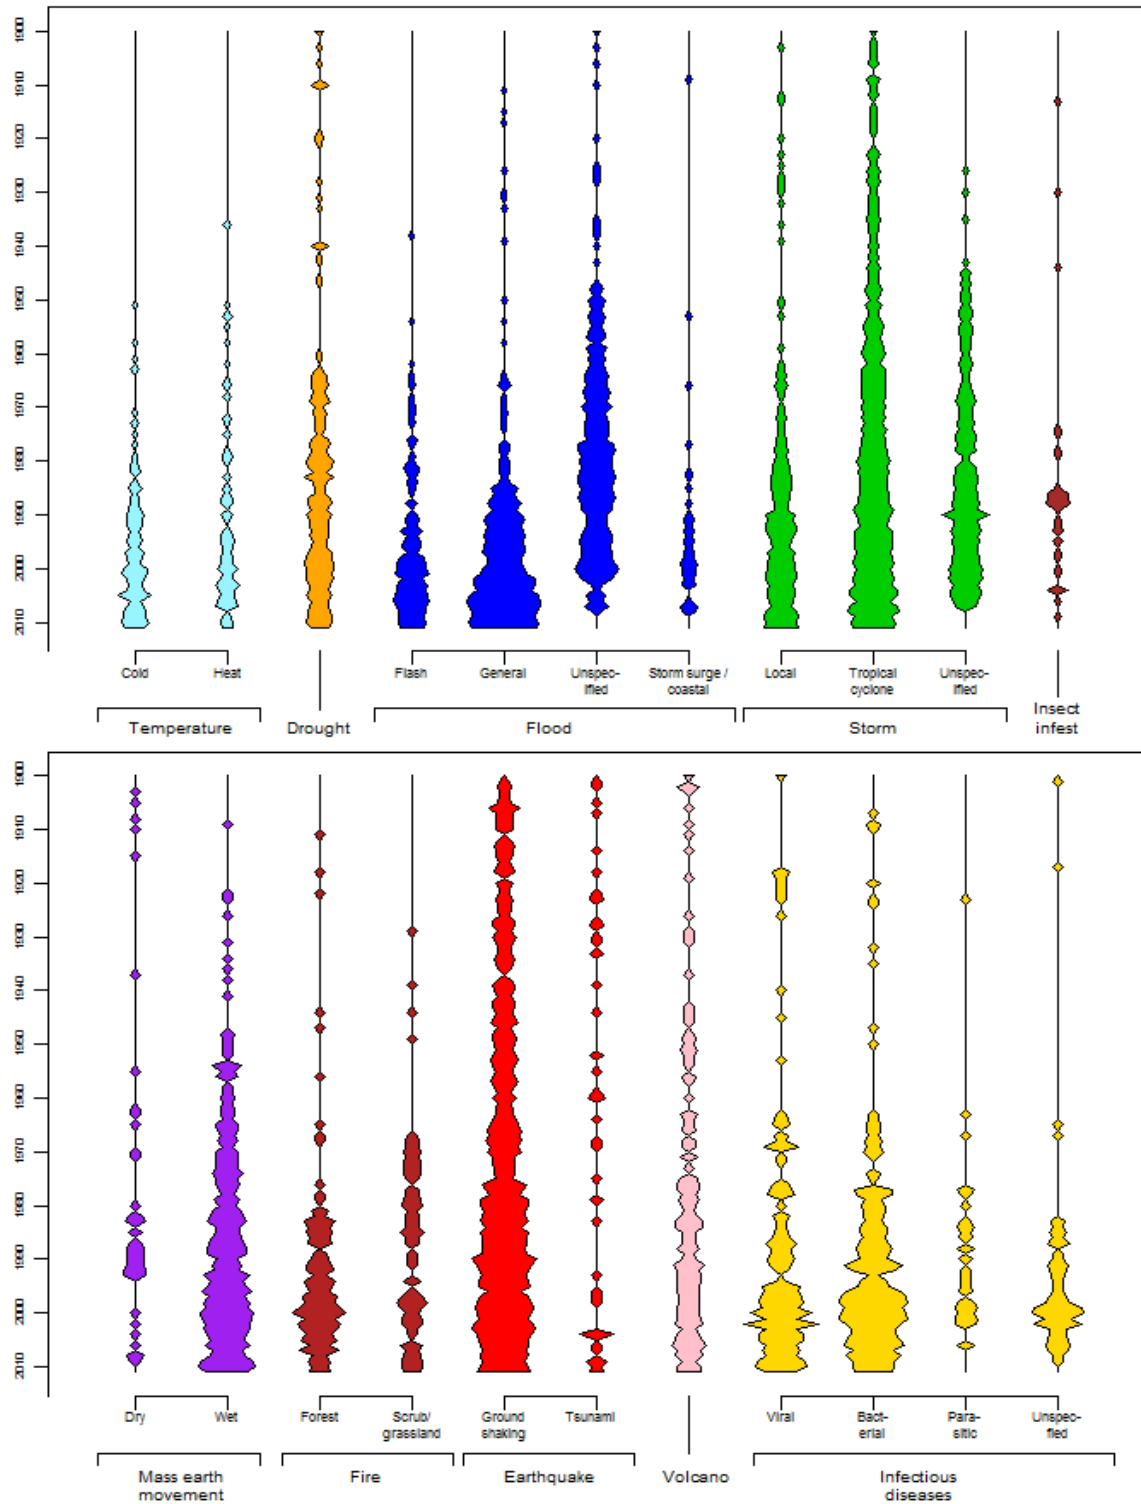 1900
1910
1920
1930
1940
1950
1960
1970
1980
1990
2000
2010
Cold
Heat
Flash
General
Unspec-
ified
Storm surge /
coastal
Local
Tropical
cyclone
Unspec-
ified
Temperature
Drought
Flood
Storm
Insect
infest
1900
1910
1920
1930
1940
1950
1960
1970
1980
1990
2000
2010
Dry
Wet
Forest
Scrub/
grassland
Ground
shaking
Tsunami
Viral
Bact-
erial
Para-
sitic
Unspec-
ified
Mass earth
movement
Fire
Earthquake
Volcano
Infectious
diseases